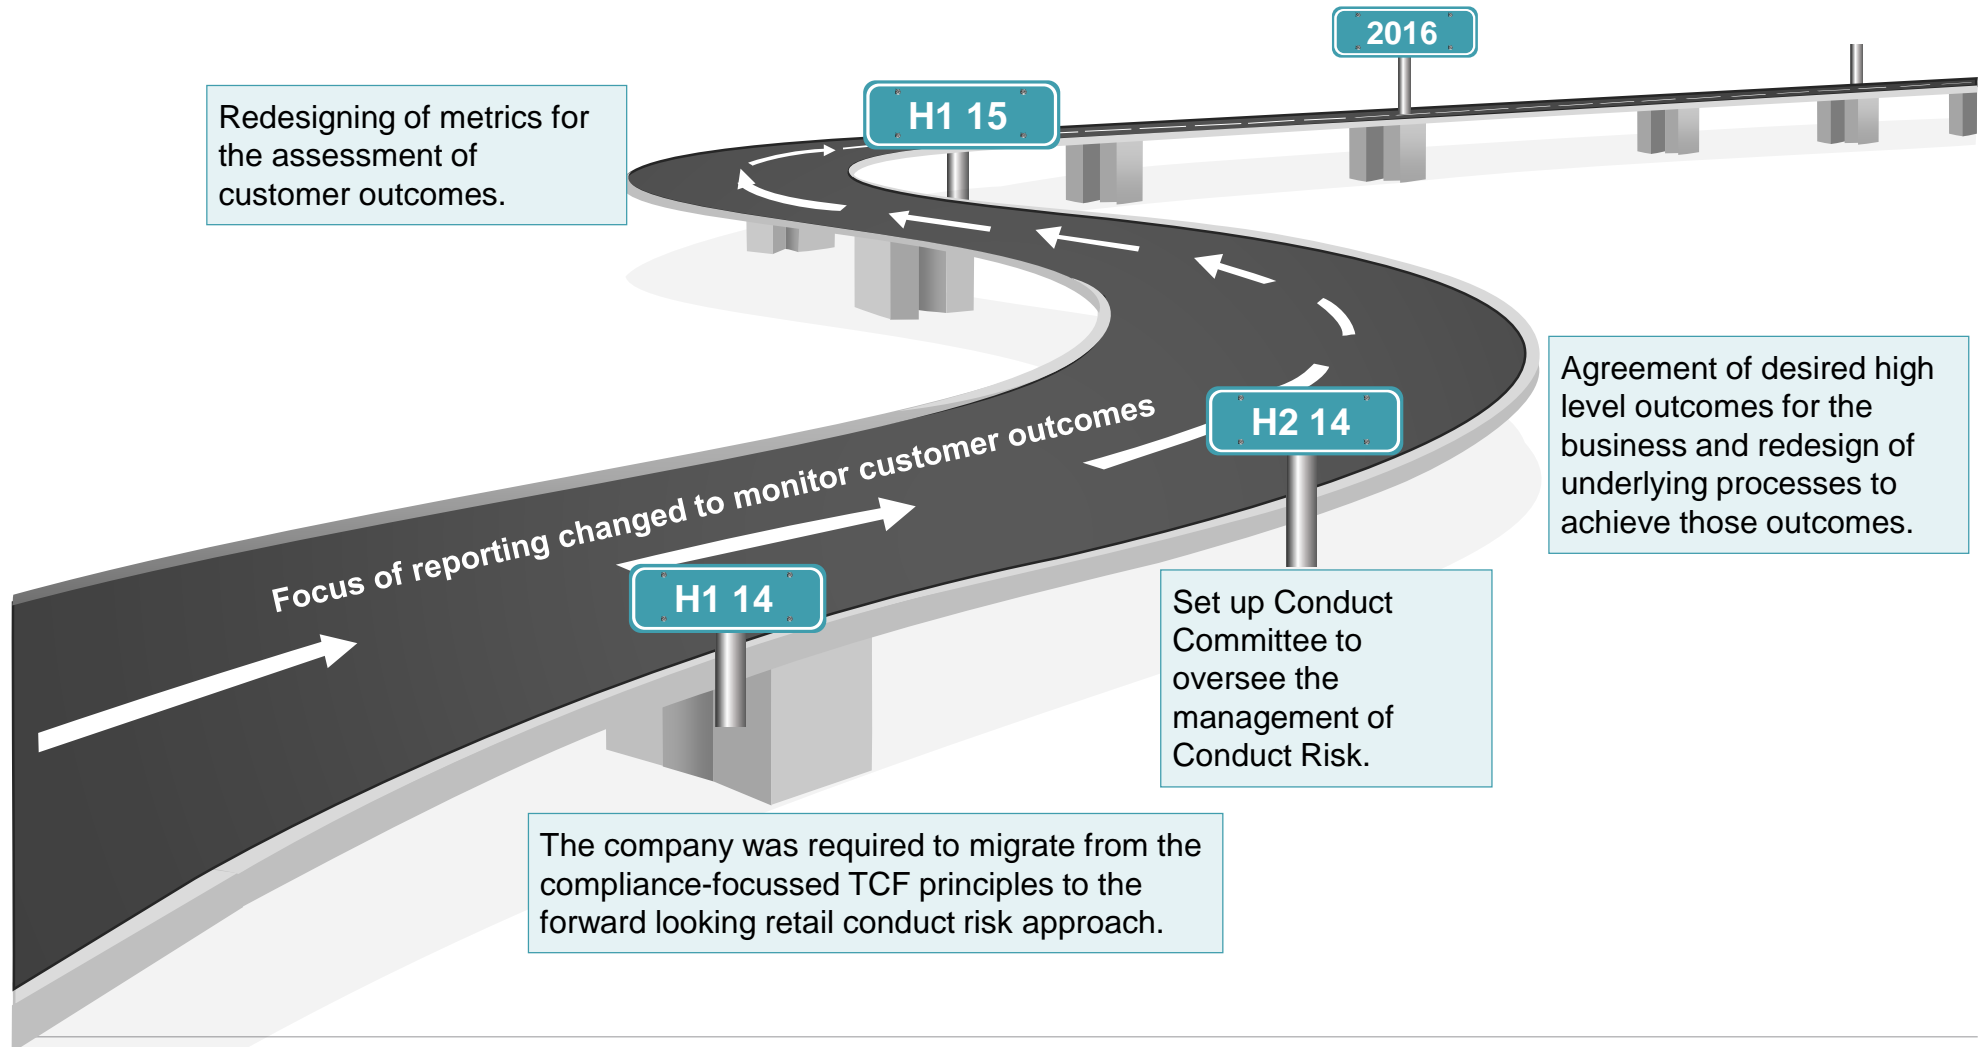 2016
H1 15
Redesigning of metrics for
the assessment of
customer outcomes.
Agreement of desired high
level outcomes for the
business and redesign of
underlying processes to
achieve those outcomes.
H2 14
Focus of reporting changed to monitor customer outcomes
H1 14
Set up Conduct
Committee to
oversee the
management of
Conduct Risk.
The company was required to migrate from the
compliance-focussed TCF principles to the
forward looking retail conduct risk approach.